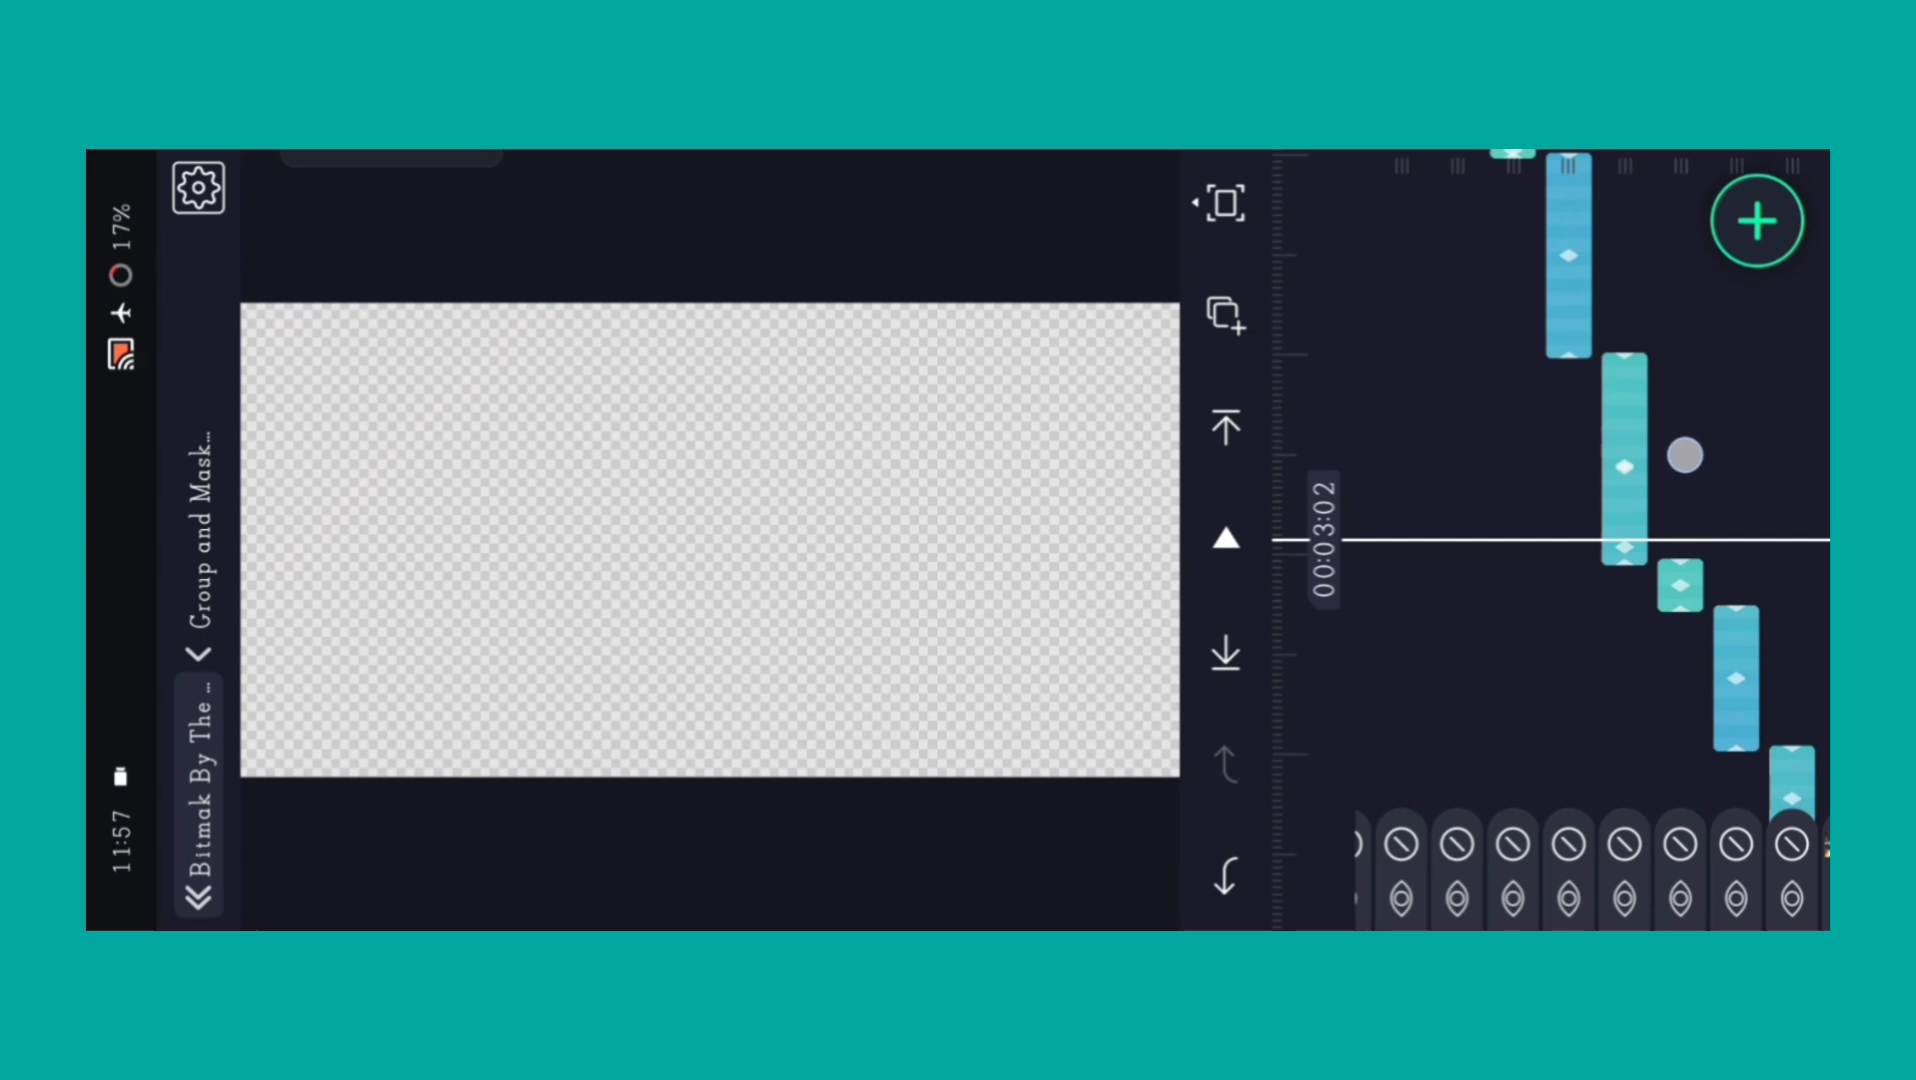 11:57
17%
Bitmak By The ...
Group and Mask...
00:03:02